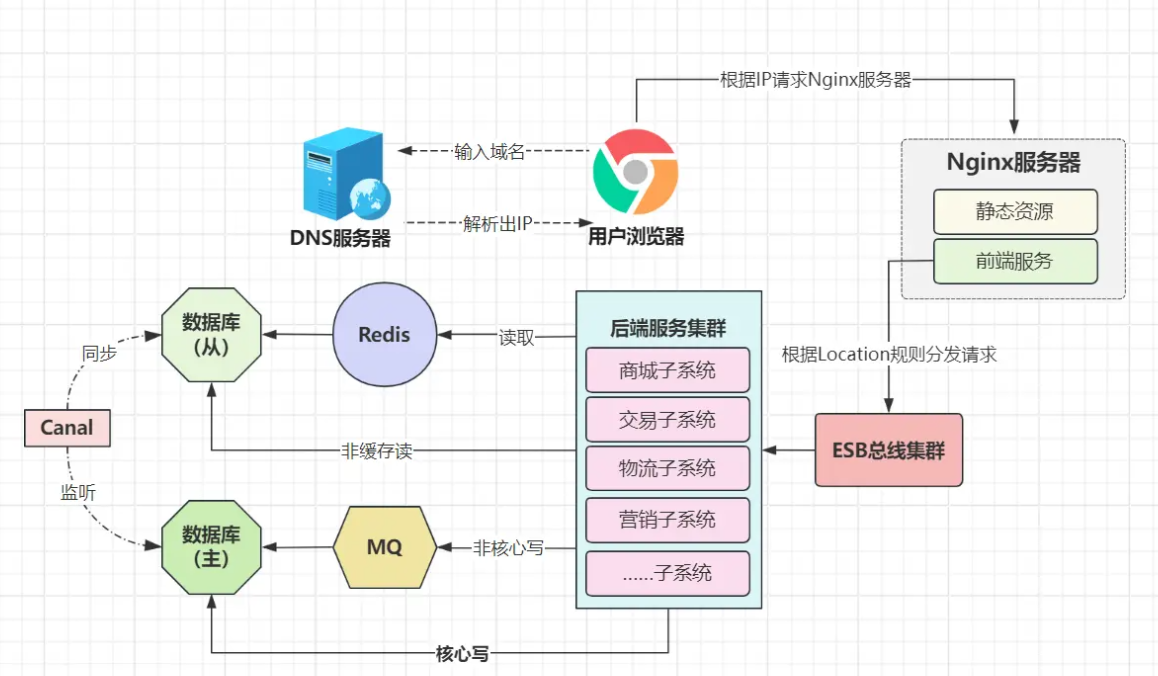 根据IP请求Nginx服务器
输入域名
解析出IP
DNS服务器
用户浏览器
Nginx服务器
静态资源
前端服务
根据Location规则分发请求
ESB总线集群
后端服务集群
商城子系统
交易子系统
物流子系统
营销子系统
......子系统
读取
Redis
数据库
(从)
非缓存读
同步
Canal
监听
数据库
(主)
MQ
非核心写
核心写